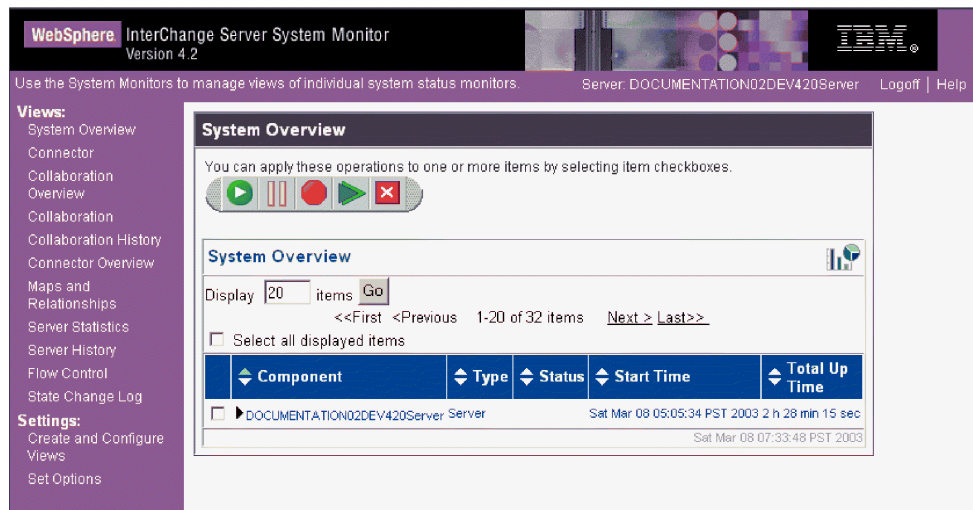 WebSphere. InterChange Server System Monitor
Version 4.2
IBM®
Use the System Monitors to manage views of individual system status monitors.
Server: DOCUMENTATION02DEV420Server
Logoff | Help
Views:
System Overview
Connector
Collaboration
Overview
Collaboration
Collaboration History
Connector Overview
Maps and
Relationships
Server Statistics
Server History
Flow Control
State Change Log
Settings:
Create and Configure
Views
Set Options
System Overview
You can apply these operations to one or more items by selecting item checkboxes.
System Overview
Display 20 items Go
<<First <Previous 1-20 of 32 items Next > Last>>
Select all displayed items
Component Type Status Start Time Total Up
Time
DOCUMENTATION02DEV420Server Server Sat Mar 08 05:05:34 PST 2003 2 h 28 min 15 sec
Sat Mar 08 07:33:48 PST 2003